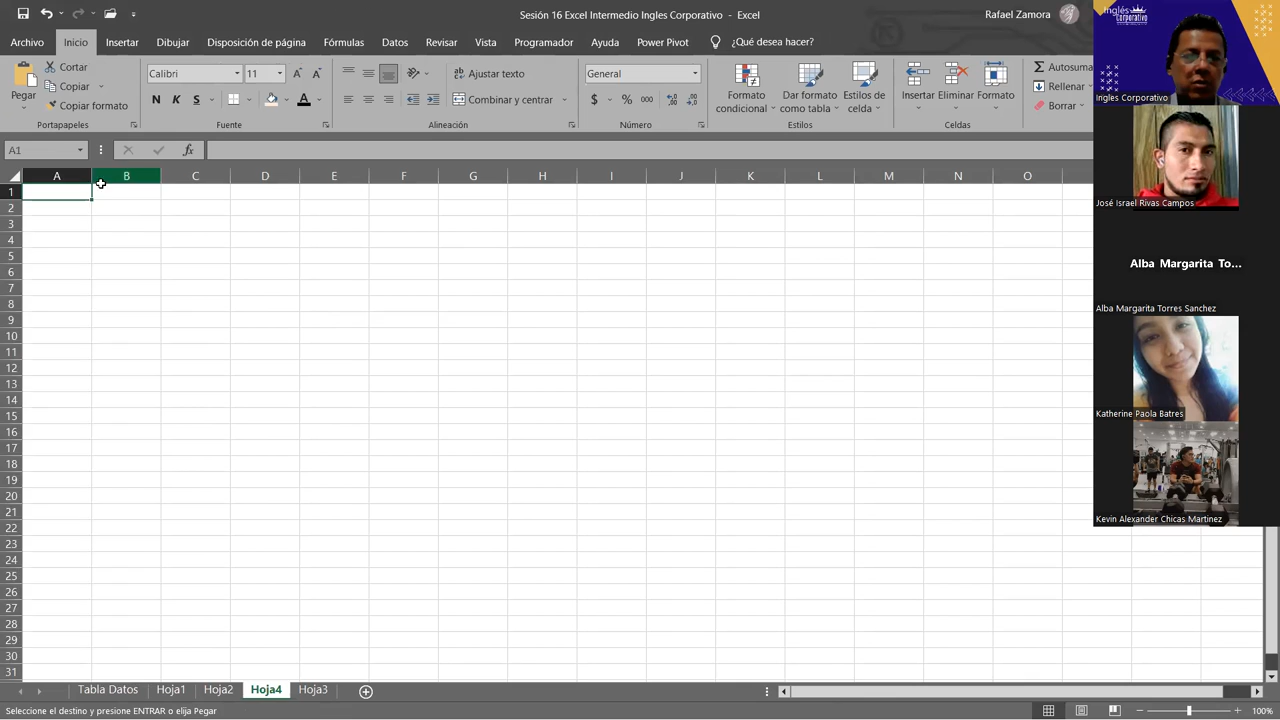 Sesión 16 Excel Intermedio Ingles Corporativo - Excel
Rafael Zamora
Archivo Inicio Insertar Dibujar Disposición de página Fórmulas Datos Revisar Vista Programador Ayuda Power Pivot ¿Qué desea hacer?
Pegar
Cortar
Copiar
Copiar formato
Portapapeles
Calibri 11
N K S
Fuente
Ajustar texto
Combinar y centrar
Alineación
General
$ % 000
Número
Formato condicional
Dar formato como tabla
Estilos de celda
Estilos
Insertar Eliminar Formato
Celdas
Autosuma
Rellenar
Borrar
A1
fx
A B C D E F G H I J K L M N O
1
2
3
4
5
6
7
8
9
10
11
12
13
14
15
16
17
18
19
20
21
22
23
24
25
26
27
28
29
30
31
Tabla Datos Hoja1 Hoja2 Hoja4 Hoja3
Seleccione el destino y presione ENTRAR o elija Pegar
100%
Inglés
Corporativo
Ingles Corporativo
José Israel Rivas Campos
Alba Margarita To...
Alba Margarita Torres Sanchez
Katherine Paola Batres
Kevin Alexander Chicas Martinez